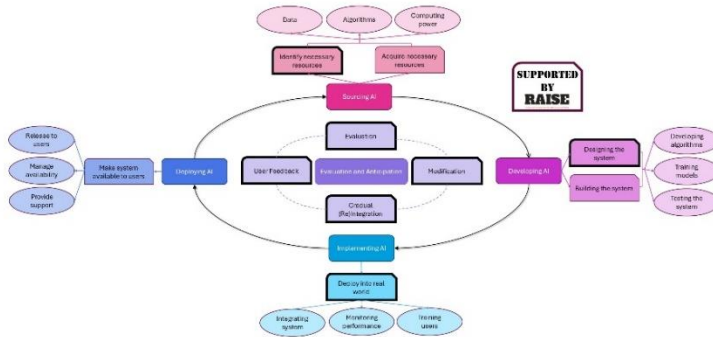 Data
Algorithms
Computing
power
Identify necessary
resources
Acquire necessary
resources
Sourcing AI
SUPPORTED
BY
RAISE
Release to
users
Manage
availability
Provide
support
Make system
available to users
Deploying AI
Evaluation
User Feedback
Evaluation and Anticipation
Modification
Gradual
(Re)Integration
Developing AI
Designing the
system
Building the system
Developing
algorithms
Training
models
Testing the
system
Implementing AI
Deploy into real
world
Integrating
system
Monitoring
performance
Training
users